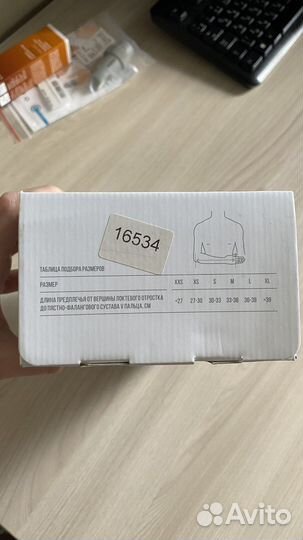 16534
ТАБЛИЦА ПОДБОРА РАЗМЕРОВ
РАЗМЕР XXS XS S M L XL
ДЛИНА ПРЕДПЛЕЧЬЯ ОТ ВЕРШИНЫ ЛОКТЕВОГО ОТРОСТКА <27 27-30 30-33 33-36 36-39 >39
ДО ПЯСТНО-ФАЛАНГОВОГО СУСТАВА V ПАЛЬЦА, СМ
Avito